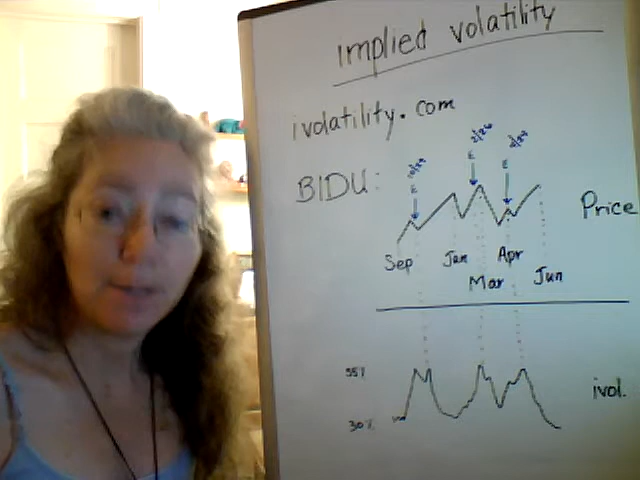 implied volatility
ivolatility.com
BIDU:
E
E
E
Price
Sep
Jan
Apr
Mar
Jun
55%
ivol.
30%